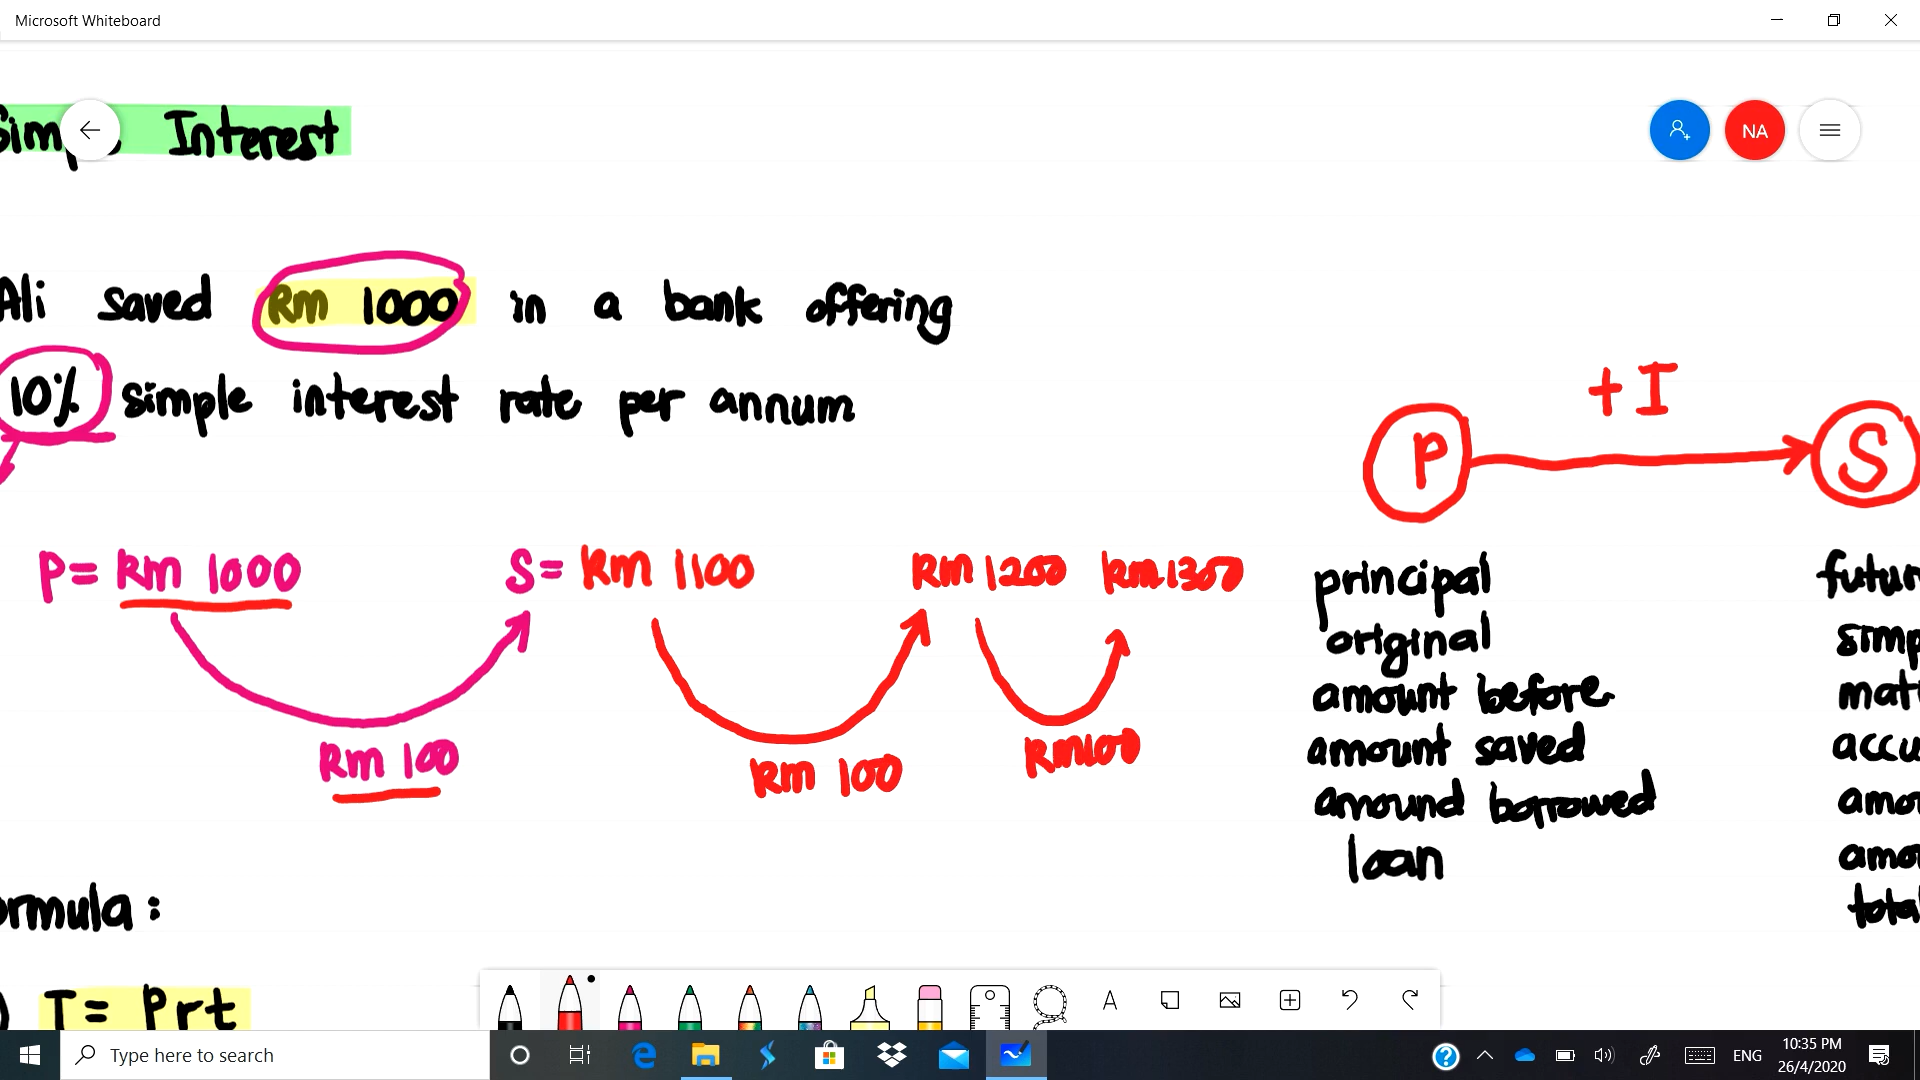 Microsoft Whiteboard
Interest
NA
Ali saved Rm 1000 in a bank offering
10% simple interest rate per annum
+I
P
S
P= Rm 1000
S= Rm 1100
Rm 1200
Rm 1300
Rm 100
Rm 100
Rm100
principal
original
amount before
amount saved
amound borrowed
loan
ormula:
I= Prt
Type here to search
ENG
10:35 PM
26/4/2020